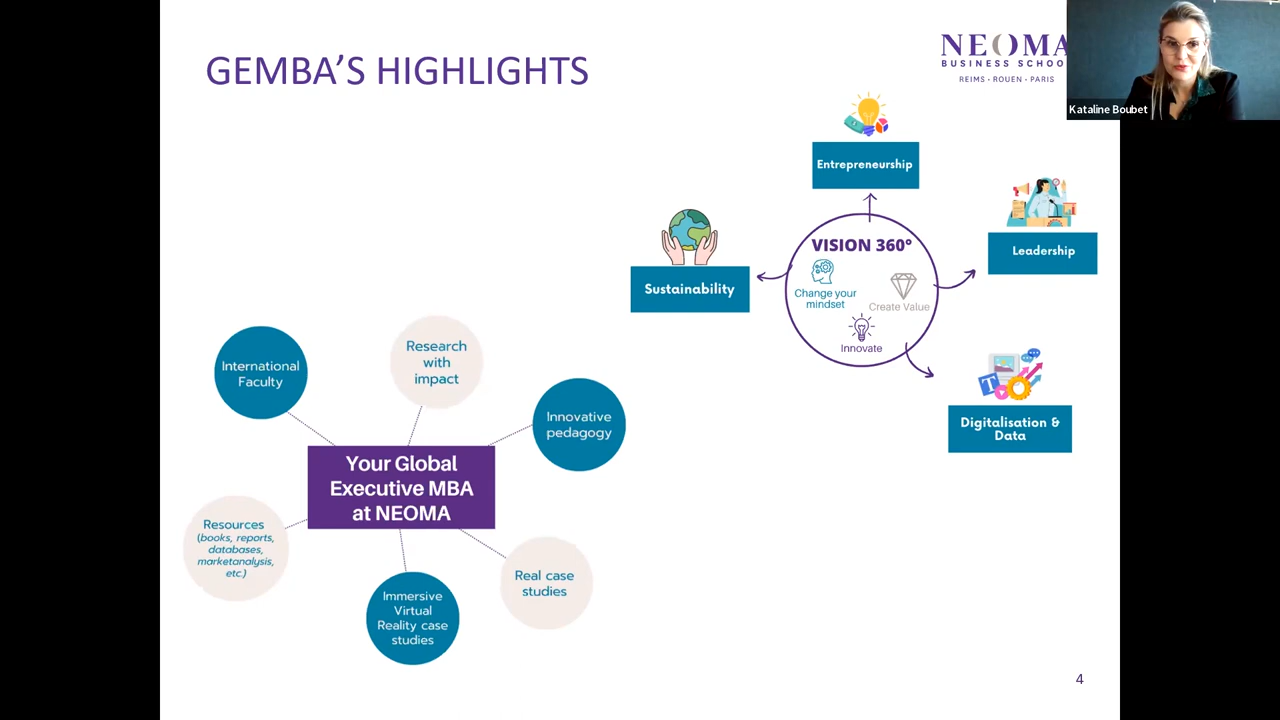 GEMBA'S HIGHLIGHTS
NEOMA
BUSINESS SCHOOL
REIMS • ROUEN • PARIS
Kataline Boubet
Entrepreneurship
Leadership
Sustainability
VISION 360°
Change your
mindset
Create Value
Innovate
Digitalisation &
Data
International
Faculty
Research
with
impact
Innovative
pedagogy
Your Global
Executive MBA
at NEOMA
Resources
(books, reports,
databases,
marketanalysis,
etc.)
Immersive
Virtual
Reality case
studies
Real case
studies
T
4